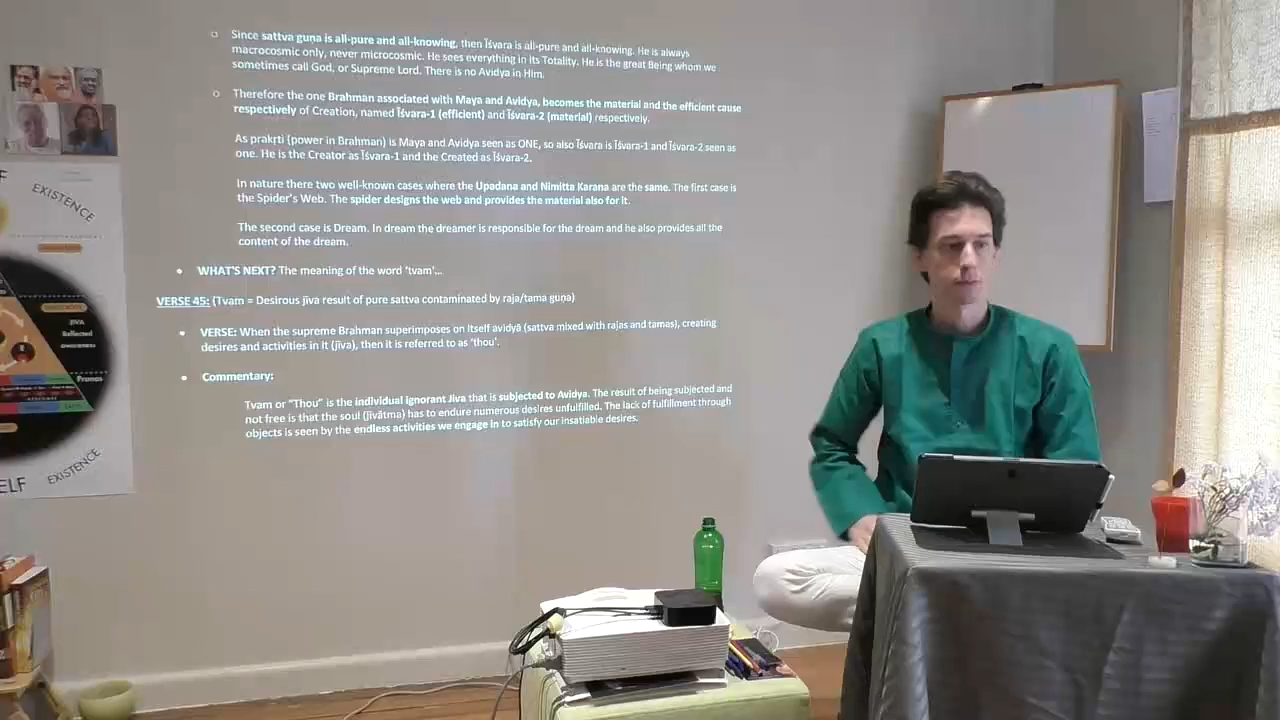 Since sattva guṇa is all-pure and all-knowing, then Īśvara is all-pure and all-knowing. He is always
macrocosmic only, never microcosmic. He sees everything in its Totality. He is the great Being whom we
sometimes call God, or Supreme Lord. There is no Avidya in Him.
Therefore the one Brahman associated with Maya and Avidya, becomes the material and the efficient cause
respectively of Creation, named Īśvara-1 (efficient) and Īśvara-2 (material) respectively.
As prakṛti (power in Brahman) is Maya and Avidya seen as ONE, so also Īśvara is Īśvara-1 and Īśvara-2 seen as
one. He is the Creator as Īśvara-1 and the Created as Īśvara-2.
In nature there two well-known cases where the Upadana and Nimitta Karana are the same. The first case is
the Spider's Web. The spider designs the web and provides the material also for it.
The second case is Dream. In dream the dreamer is responsible for the dream and he also provides all the
content of the dream.
WHAT'S NEXT? The meaning of the word 'tvam'...
VERSE 45: (Tvam = Desirous jīva result of pure sattva contaminated by raja/tama guṇa)
VERSE: When the supreme Brahman superimposes on Itself avidyā (sattva mixed with rajas and tamas), creating
desires and activities in It (jīva), then it is referred to as 'thou'.
Commentary:
Tvam or "Thou" is the individual ignorant Jiva that is subjected to Avidya. The result of being subjected and
not free is that the soul (jīvātma) has to endure numerous desires unfulfilled. The lack of fulfillment through
objects is seen by the endless activities we engage in to satisfy our insatiable desires.
EXISTENCE
JIVA
Reflected
Pranas
EXISTENCE